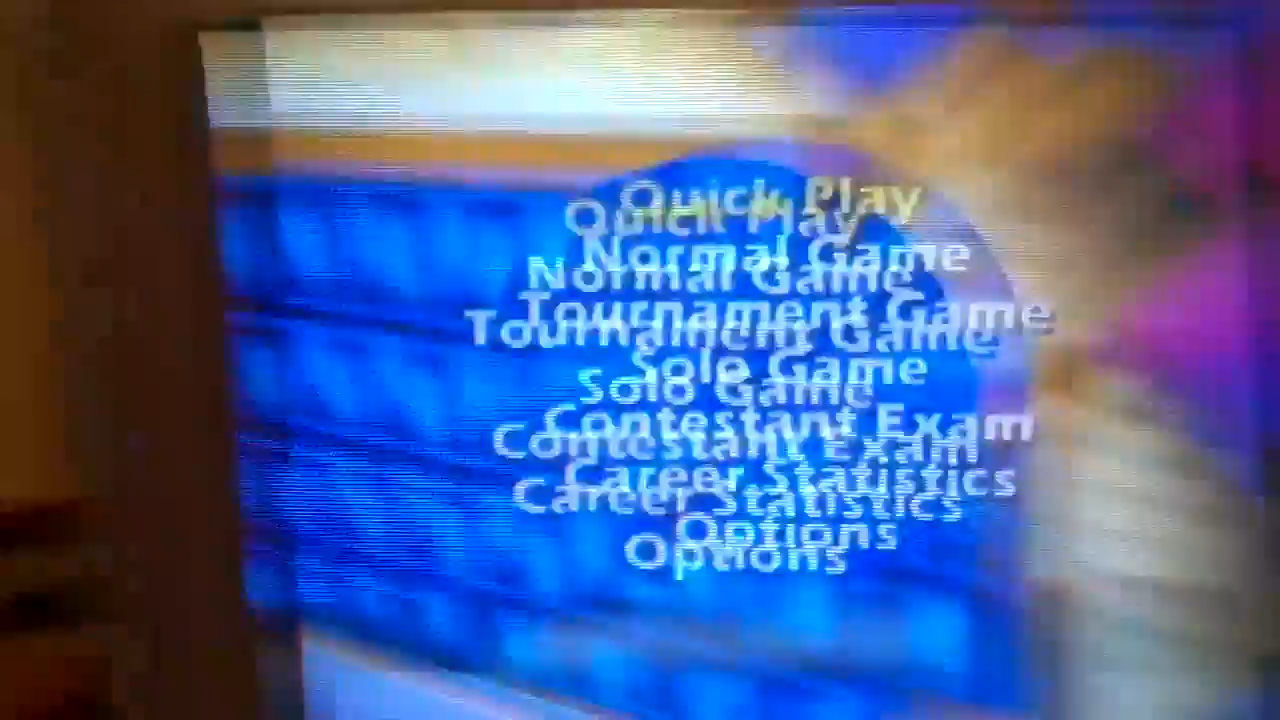 Quick Play
Normal Game
Tournament Game
Solo Game
Contestant Exam
Career Statistics
Options